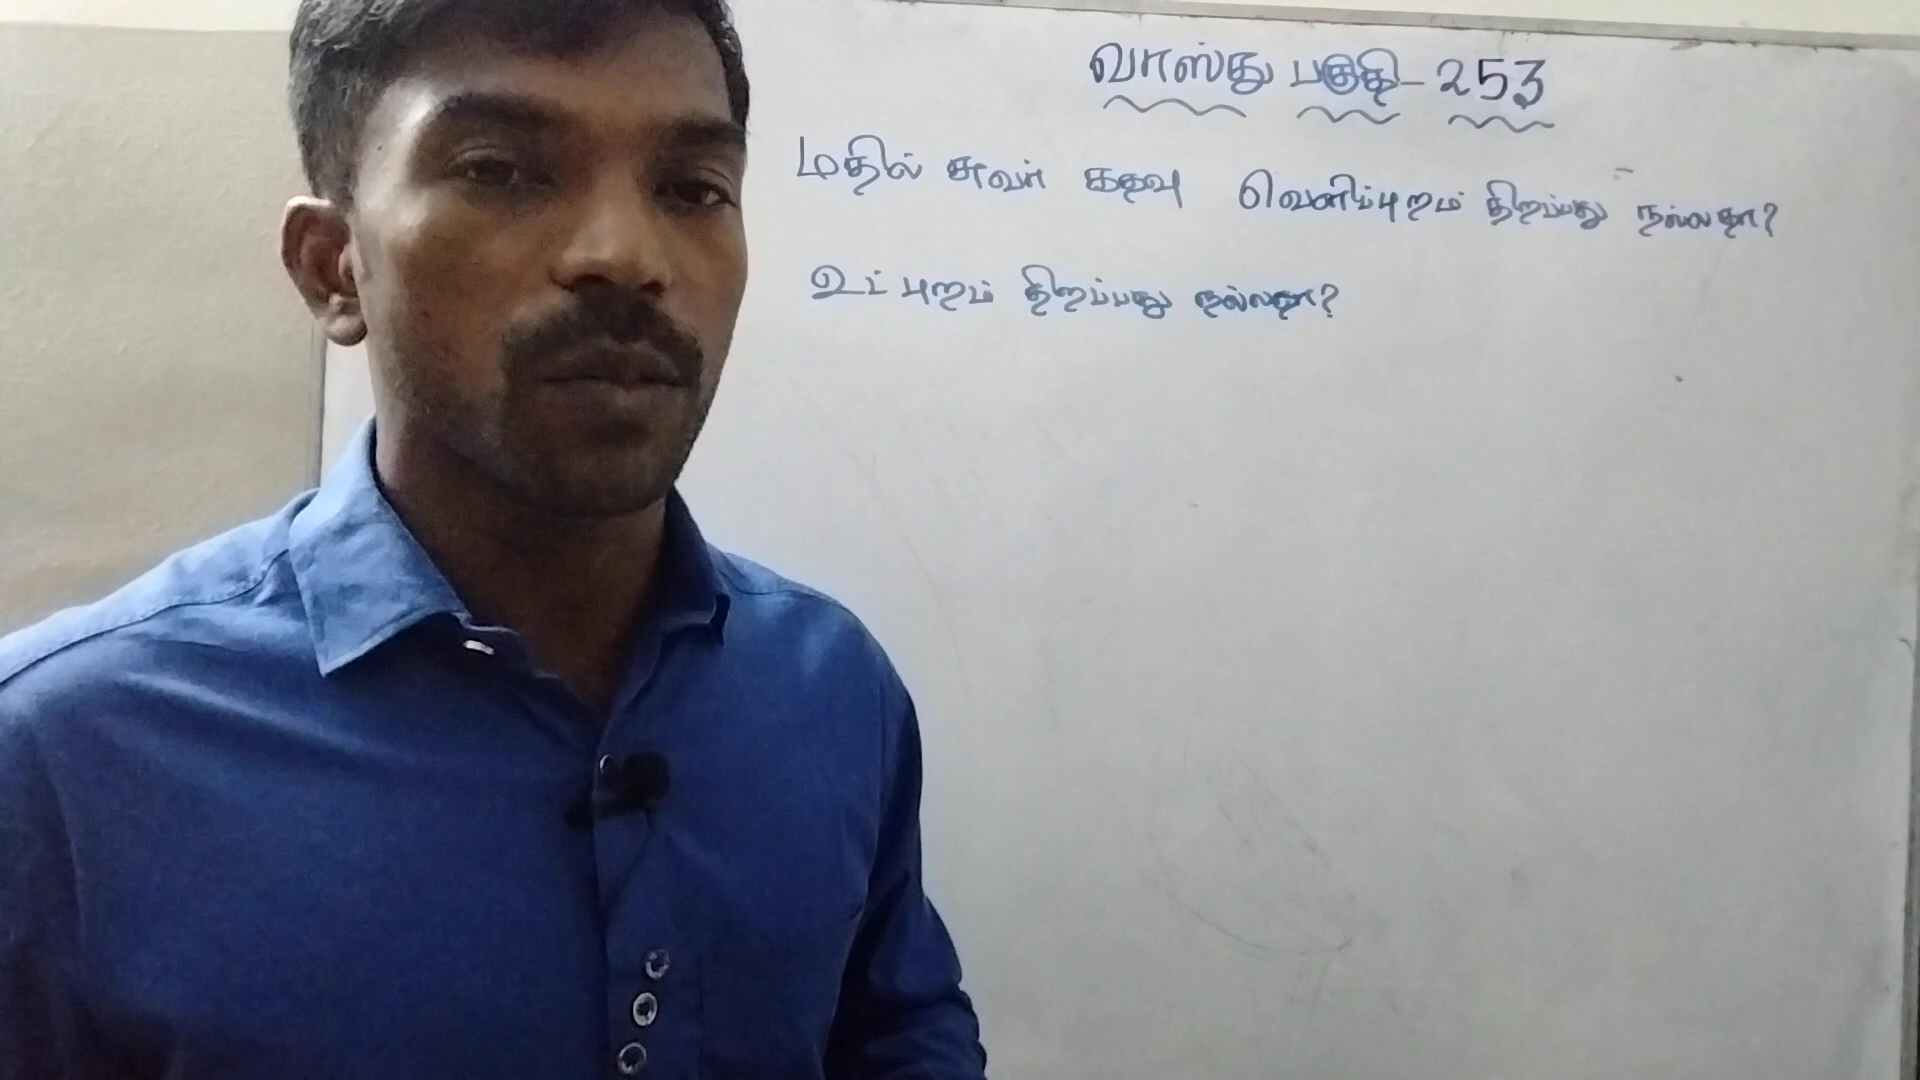 வாஸ்து பகுதி - 253
மதில் சுவர் கதவு வெளிப்புறம் திறப்பது நல்லதா?
உட்புறம் திறப்பது நல்லதா?